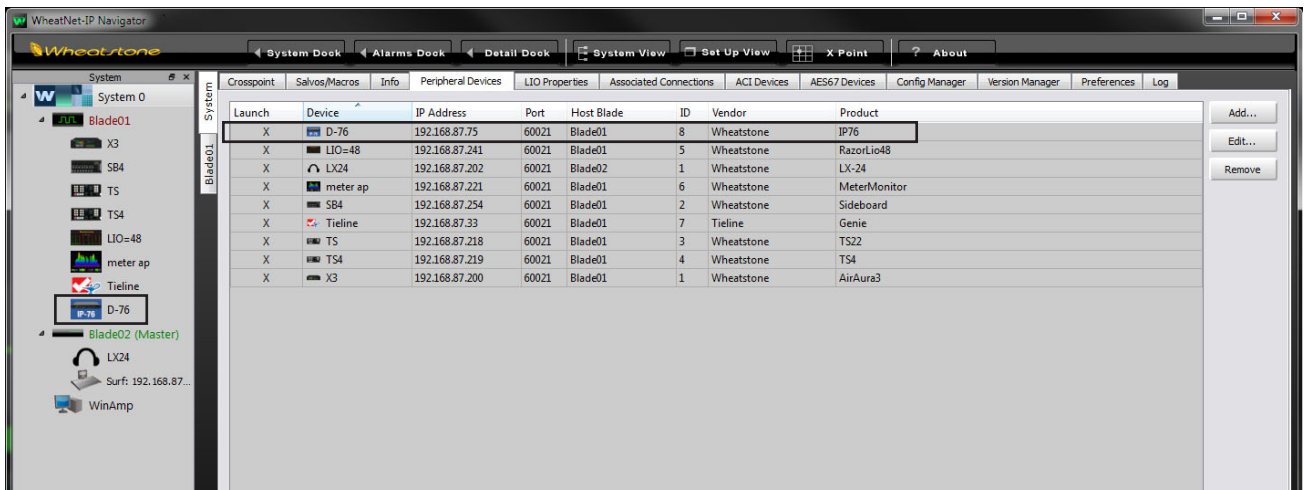 WheatNet-IP Navigator
Wheatstone
System Dock Alarms Dock Detail Dock System View Set Up View X Point ? About
System
W System 0
Blade01
X3
SB4
TS
TS4
LIO=48
meter ap
Tieline
IP-76 D-76
Blade02 (Master)
LX24
Surf: 192.168.87...
WinAmp
System
Blade01
Crosspoint Salvos/Macros Info Peripheral Devices LIO Properties Associated Connections ACI Devices AES67 Devices Config Manager Version Manager Preferences Log
Launch Device IP Address Port Host Blade ID Vendor Product
X D-76 192.168.87.75 60021 Blade01 8 Wheatstone IP76
X LIO=48 192.168.87.241 60021 Blade01 5 Wheatstone RazorLio48
X LX24 192.168.87.202 60021 Blade02 1 Wheatstone LX-24
X meter ap 192.168.87.221 60021 Blade01 6 Wheatstone MeterMonitor
X SB4 192.168.87.254 60021 Blade01 2 Wheatstone Sideboard
X Tieline 192.168.87.33 60021 Blade01 7 Tieline Genie
X TS 192.168.87.218 60021 Blade01 3 Wheatstone TS22
X TS4 192.168.87.219 60021 Blade01 4 Wheatstone TS4
X X3 192.168.87.200 60021 Blade01 1 Wheatstone AirAura3
Add...
Edit...
Remove